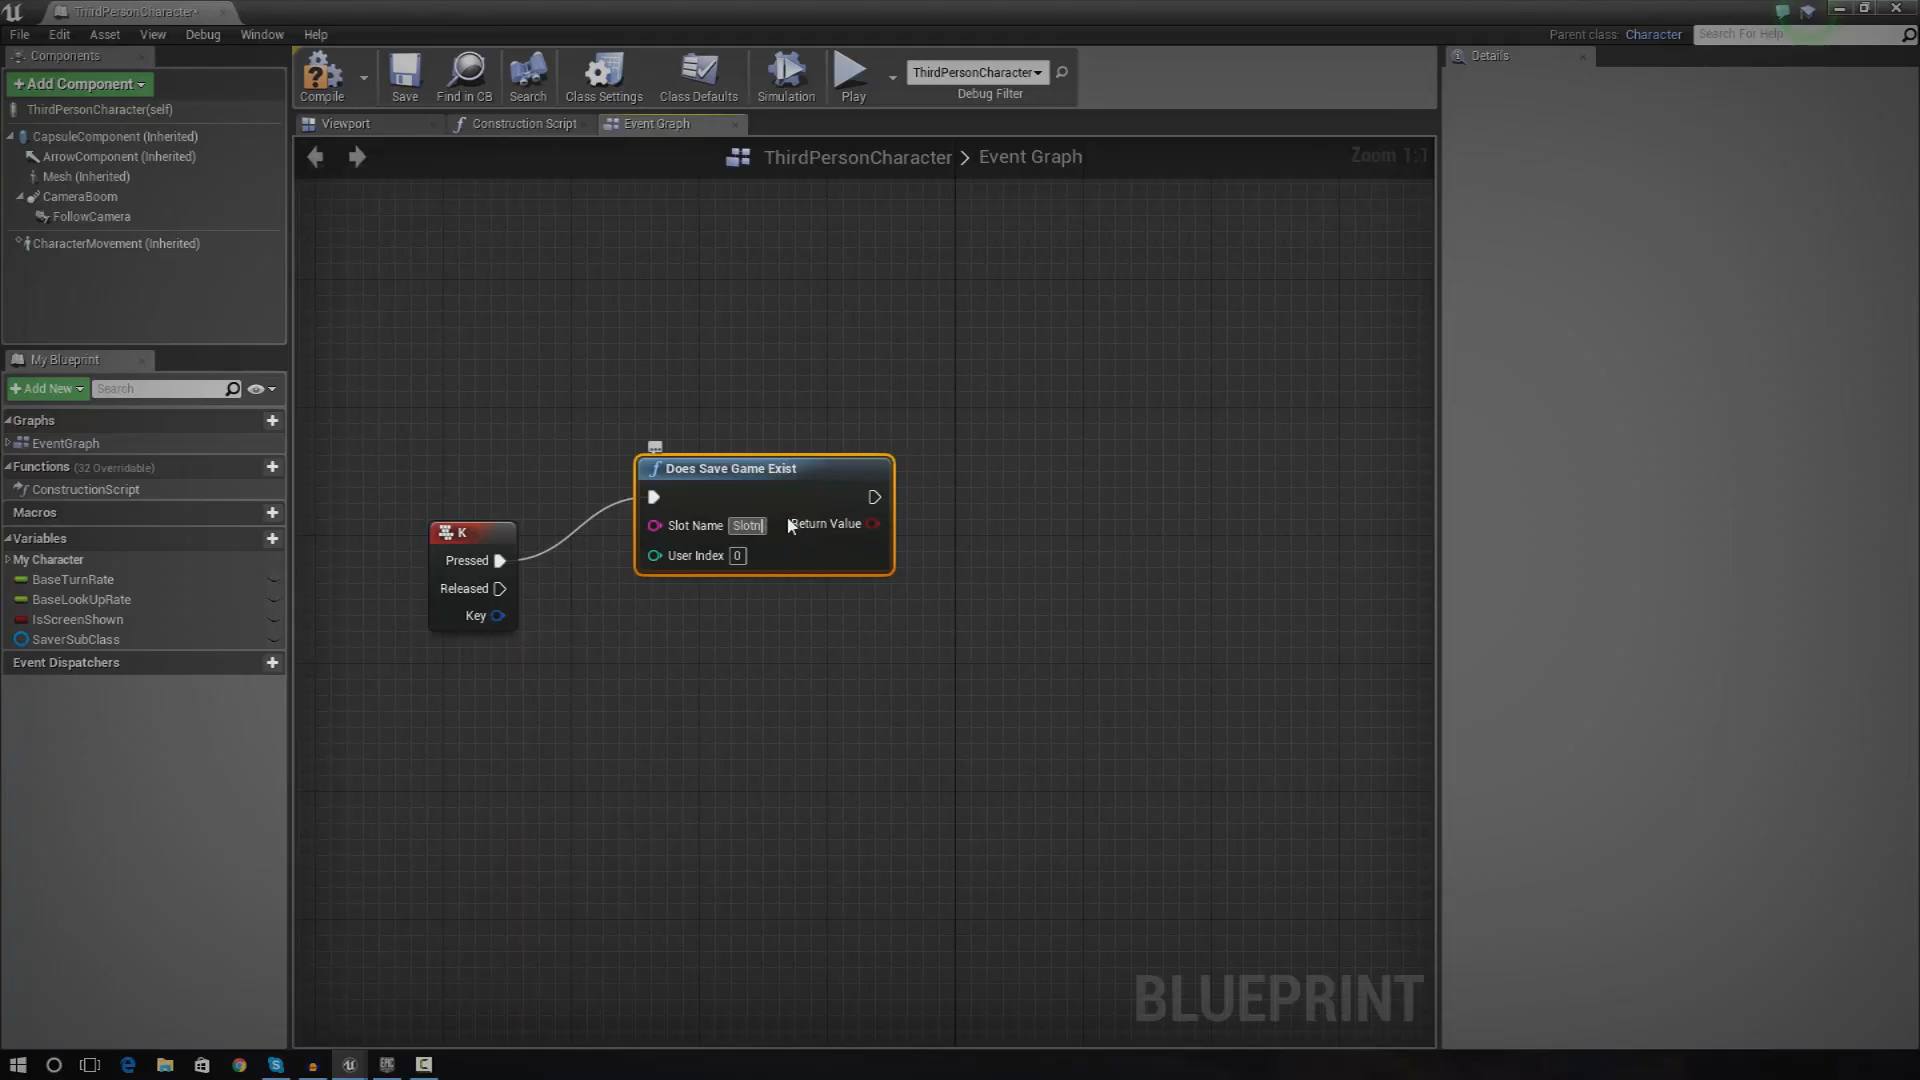 ThirdPersonCharacter*
File Edit Asset View Debug Window Help
Parent class: Character
Search For Help
Components
+Add Component
ThirdPersonCharacter(self)
CapsuleComponent (Inherited)
ArrowComponent (Inherited)
Mesh (Inherited)
CameraBoom
FollowCamera
CharacterMovement (Inherited)
Compile Save Find in CB Search Class Settings Class Defaults Simulation Play
ThirdPersonCharacter
Debug Filter
Details
Viewport Construction Script Event Graph
ThirdPersonCharacter > Event Graph
Zoom 1:1
My Blueprint
+Add New Search
Graphs
EventGraph
Functions (32 Overridable)
ConstructionScript
Macros
Variables
My Character
BaseTurnRate
BaseLookUpRate
IsScreenShown
SaverSubClass
Event Dispatchers
K
Pressed
Released
Key
Does Save Game Exist
Slot Name Slotn Return Value
User Index 0
BLUEPRINT
EPIC